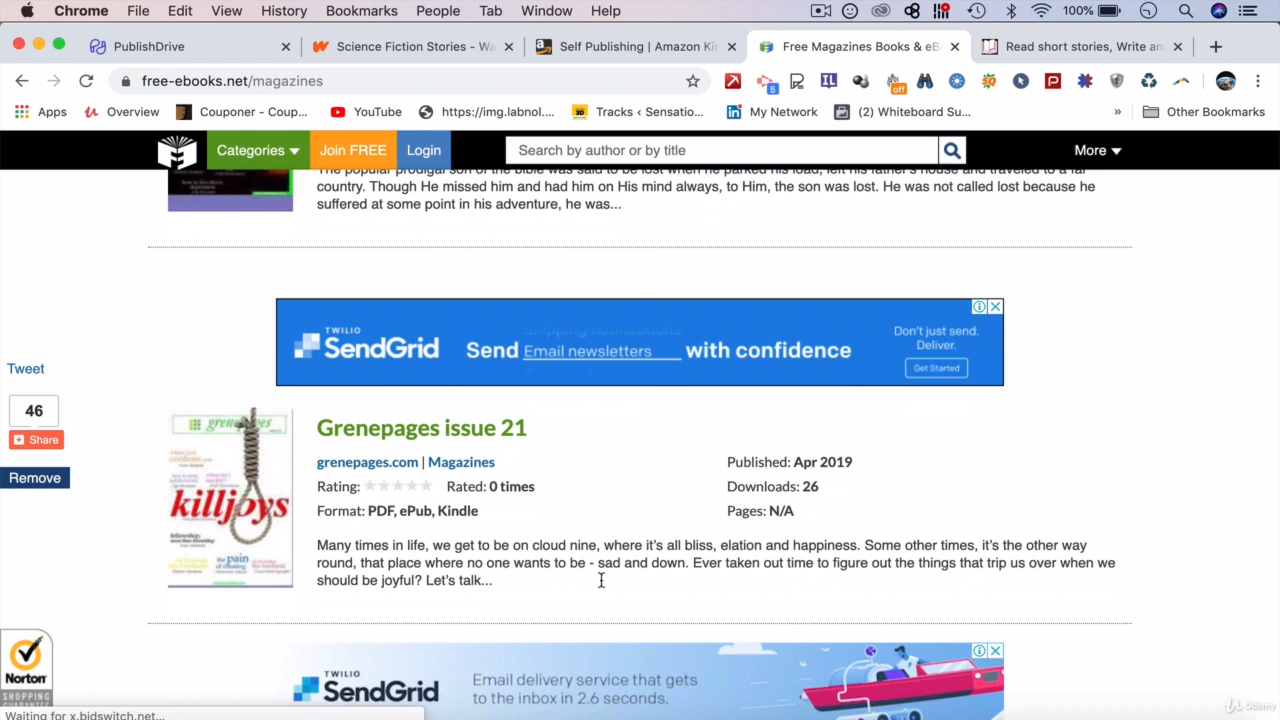 Chrome File Edit View History Bookmarks People Tab Window Help 100%
PublishDrive Science Fiction Stories - Wa Self Publishing | Amazon Ki Free Magazines Books & eB Read short stories, Write an
free-ebooks.net/magazines
Apps Overview Couponer - Coup... YouTube https://img.labnol.... Tracks ‹ Sensatio... My Network (2) Whiteboard Su... » Other Bookmarks
Categories Join FREE Login Search by author or by title More
The popular prodigal son of the bible was said to be lost when he parked his load, left his father's house and traveled to a far
country. Though He missed him and had him on His mind always, to Him, the son was lost. He was not called lost because he
suffered at some point in his adventure, he was...
TWILIO
SendGrid
Send Email newsletters with confidence
Don't just send.
Deliver.
Get Started
Tweet
46
Share
Remove
grenepages
killjoys
the pain
Grenepages issue 21
grenepages.com | Magazines Published: Apr 2019
Rating: Rated: 0 times Downloads: 26
Format: PDF, ePub, Kindle Pages: N/A
Many times in life, we get to be on cloud nine, where it's all bliss, elation and happiness. Some other times, it's the other way
round, that place where no one wants to be - sad and down. Ever taken out time to figure out the things that trip us over when we
should be joyful? Let's talk...
TWILIO
SendGrid
Email delivery service that gets
to the inbox in 2.6 seconds.
Norton
SHOPPING
Waiting for x.bidswitch.net...
Udemy